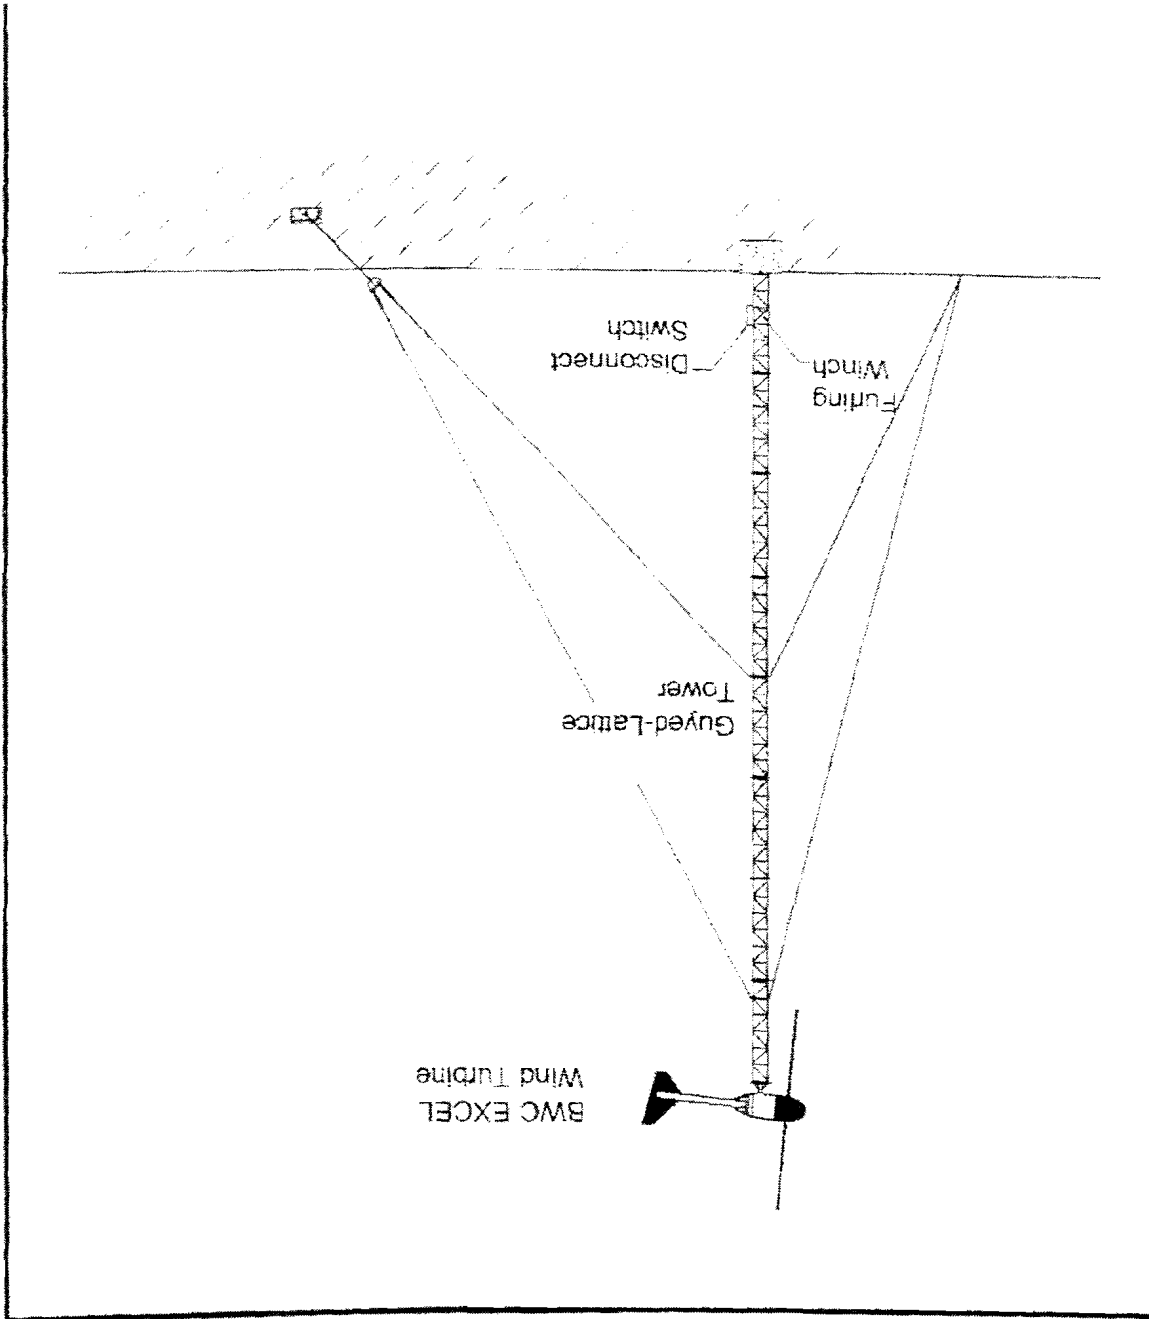 BWC EXCEL
Wind Turbine
Guyed-Lattice
Tower
Furling
Winch
Disconnect
Switch